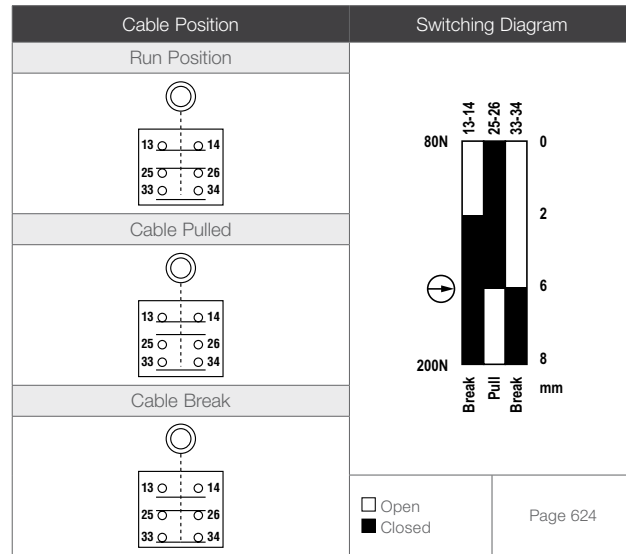 Cable Position
Switching Diagram
Run Position
13 14
25 26
33 34
Cable Pulled
13 14
25 26
33 34
Cable Break
13 14
25 26
33 34
13-14 25-26 33-34
80N 0
2
6
200N 8
Break Pull Break mm
Open
Closed
Page 624